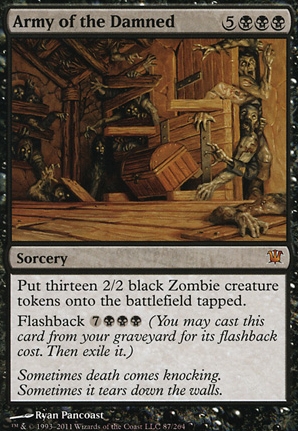 Army of the Damned 5
Sorcery
Put thirteen 2/2 black Zombie creature
tokens onto the battlefield tapped.
Flashback 7 (You may cast this
card from your graveyard for its flashback
cost. Then exile it.)
Sometimes death comes knocking.
Sometimes it tears down the walls.
Ryan Pancoast
™ & © 1993–2011 Wizards of the Coast LLC 87/264